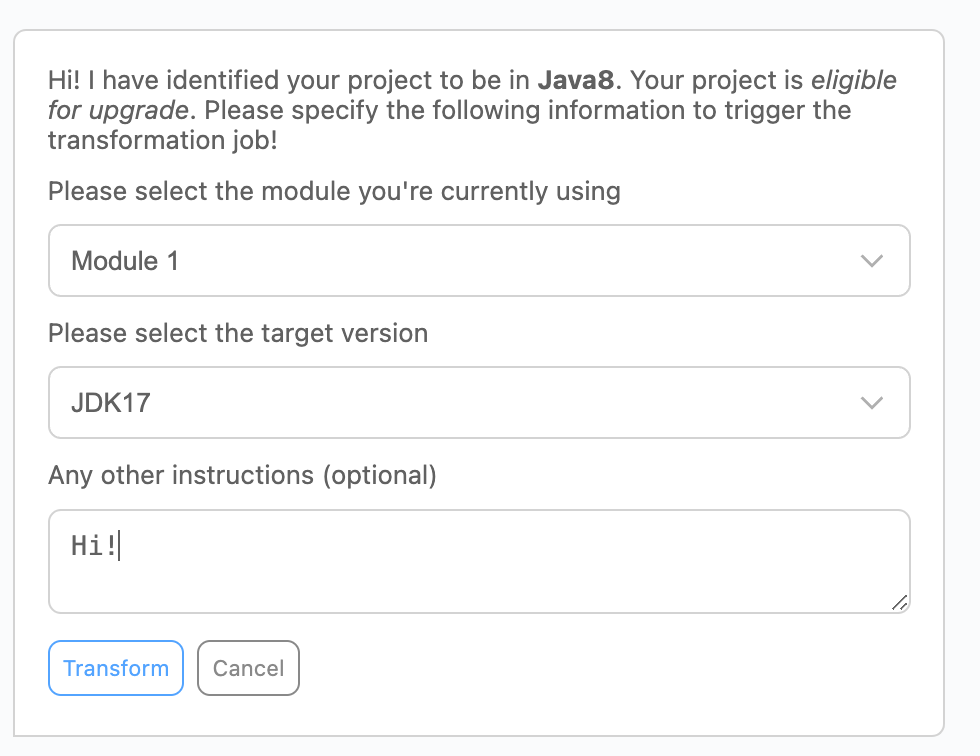 Hi! I have identified your project to be in Java8. Your project is eligible
for upgrade. Please specify the following information to trigger the
transformation job!
Please select the module you're currently using
Module 1
Please select the target version
JDK17
Any other instructions (optional)
Hi!
Transform Cancel